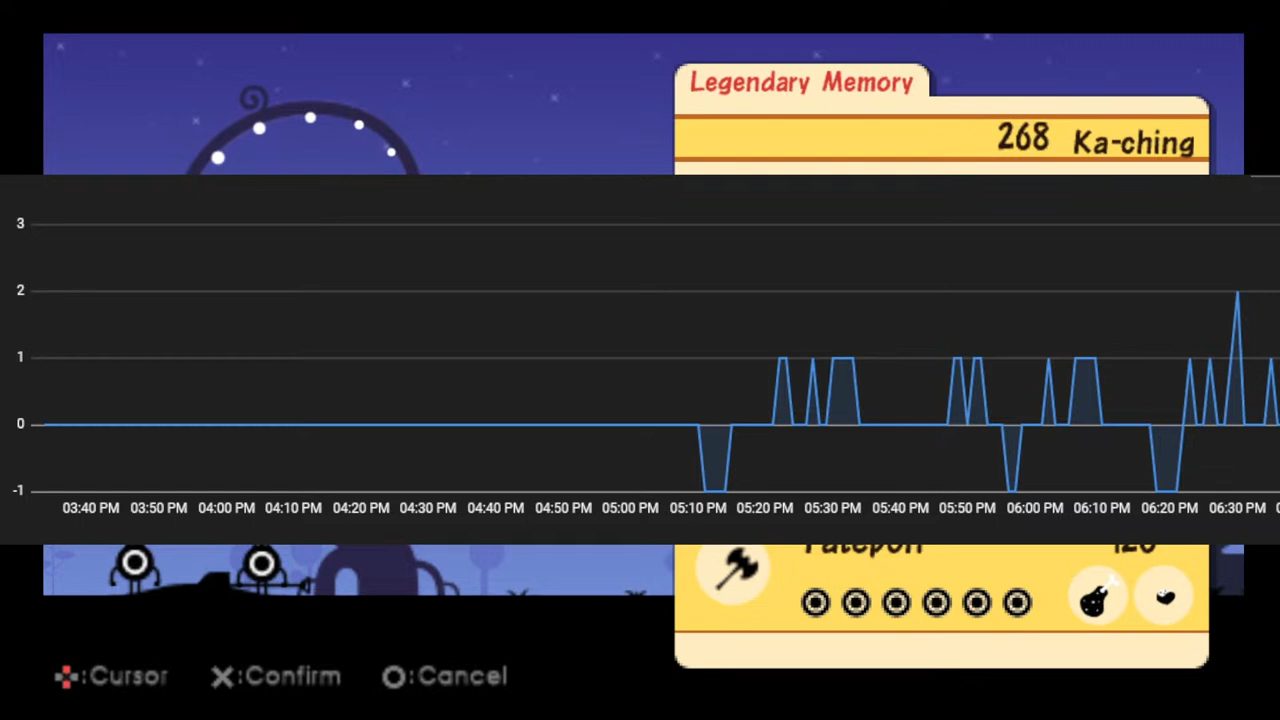 Legendary Memory
268 Ka-ching
3
2
1
0
-1
03:40 PM 03:50 PM 04:00 PM 04:10 PM 04:20 PM 04:30 PM 04:40 PM 04:50 PM 05:00 PM 05:10 PM 05:20 PM 05:30 PM 05:40 PM 05:50 PM 06:00 PM 06:10 PM 06:20 PM 06:30 PM
:Cursor :Confirm :Cancel